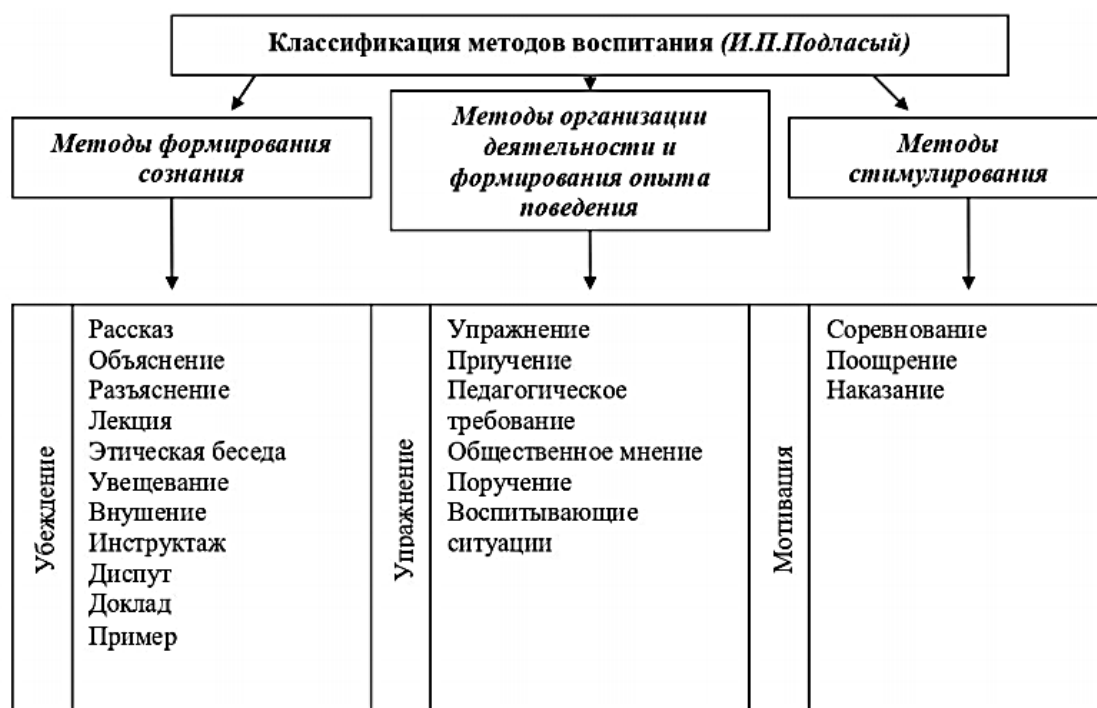 Классификация методов воспитания (И.П.Подласый)
Методы формирования
сознания
Методы организации
деятельности и
формирования опыта
поведения
Методы
стимулирования
Убеждение
Рассказ
Объяснение
Разъяснение
Лекция
Этическая беседа
Увещевание
Внушение
Инструктаж
Диспут
Доклад
Пример
Упражнение
Упражнение
Приучение
Педагогическое
требование
Общественное мнение
Поручение
Воспитывающие
ситуации
Мотивация
Соревнование
Поощрение
Наказание